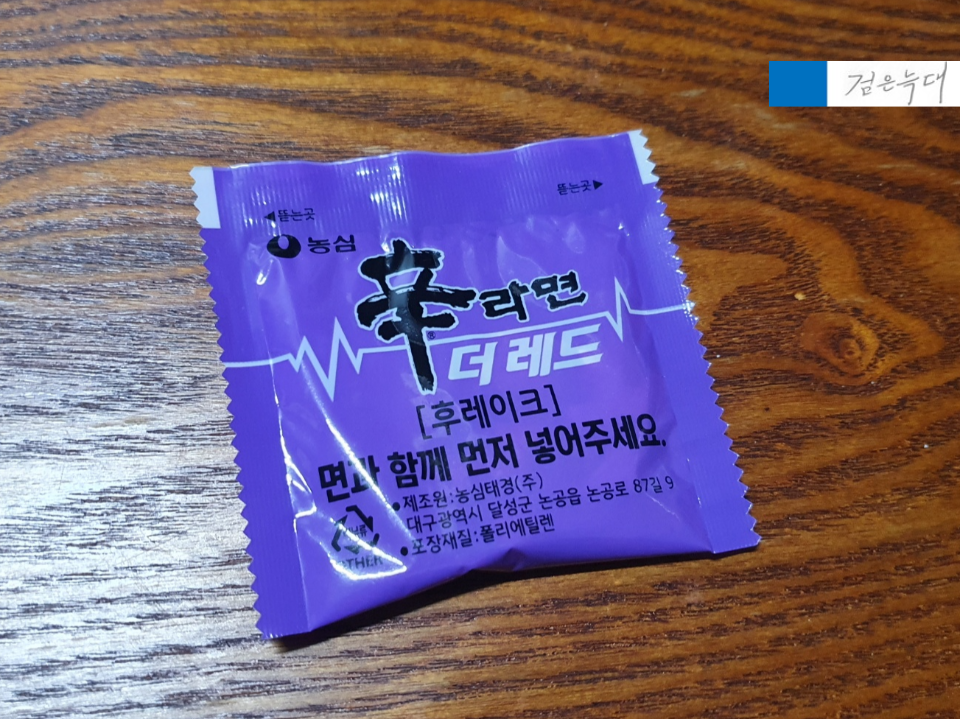 검은늑대
◀뜯는곳
뜯는곳▶
농심
辛라면
더 레드
[후레이크]
면과 함께 먼저 넣어주세요.
•제조원:농심태경(주)
대구광역시 달성군 논공읍 논공로 87길 9
•포장재질:폴리에틸렌
OTHER